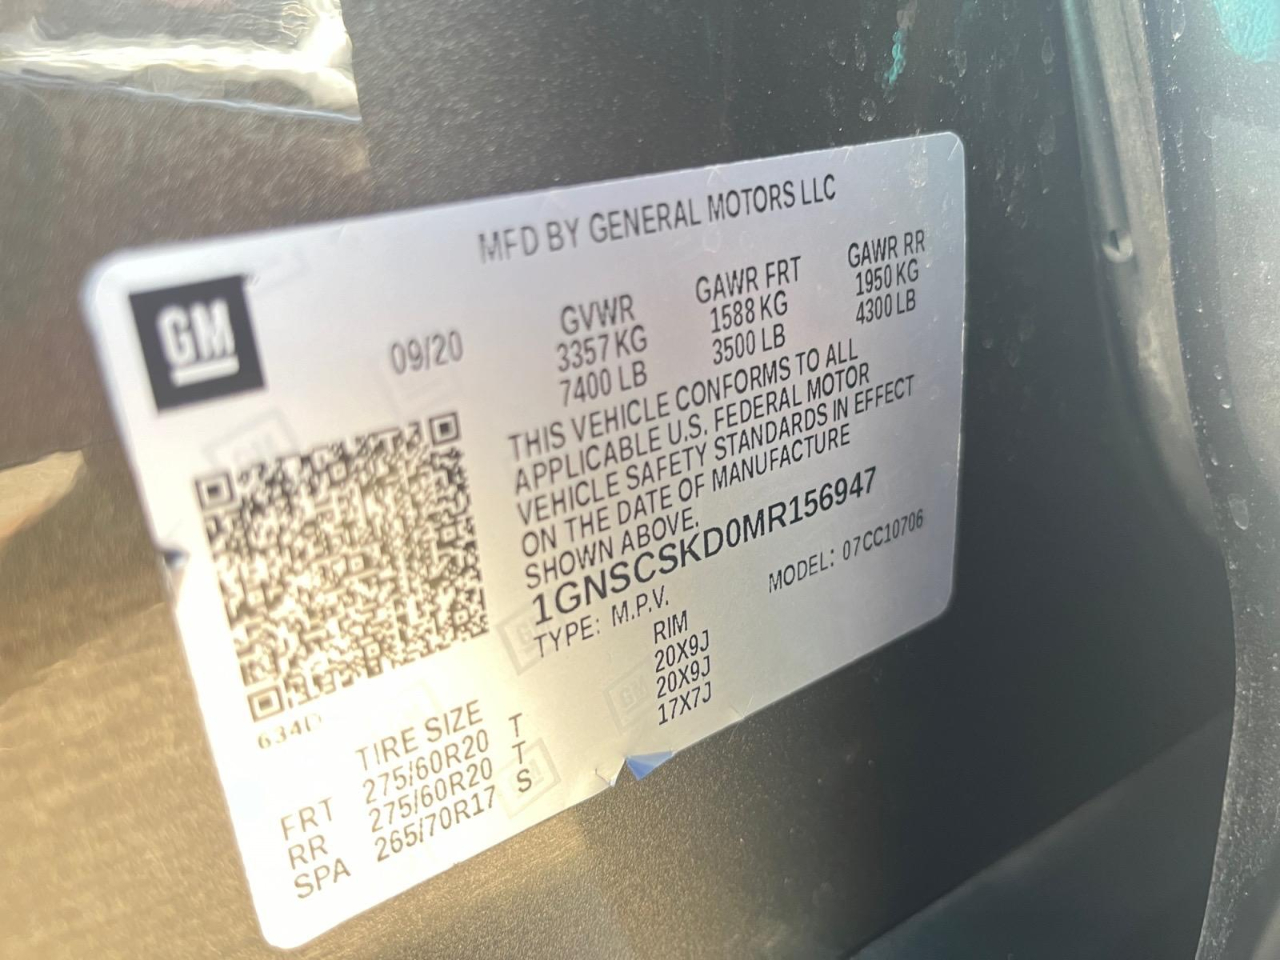 MFD BY GENERAL MOTORS LLC
GM
09/20
GVWR GAWR FRT GAWR RR
3357 KG 1588 KG 1950 KG
7400 LB 3500 LB 4300 LB
THIS VEHICLE CONFORMS TO ALL
APPLICABLE U.S. FEDERAL MOTOR
VEHICLE SAFETY STANDARDS IN EFFECT
ON THE DATE OF MANUFACTURE
SHOWN ABOVE.
1GNSCSKD0MR156947
TYPE: M.P.V. MODEL: 07CC10706
634D
TIRE SIZE RIM
FRT 275/60R20 T 20X9J
RR 275/60R20 T 20X9J
SPA 265/70R17 S 17X7J